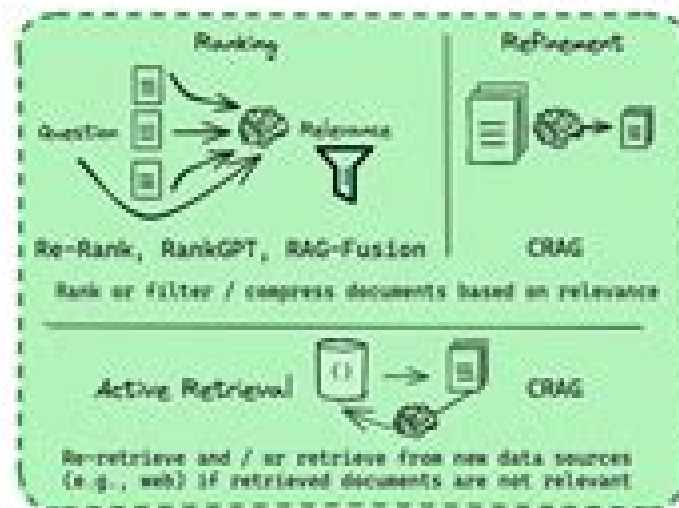 Ranking
Refinement
Question
Relevance
Re-Rank, RankGPT, RAG-Fusion
CRAG
Rank or filter / compress documents based on relevance
Active Retrieval
{}
CRAG
Re-retrieve and / or retrieve from new data sources
(e.g., web) if retrieved documents are not relevant